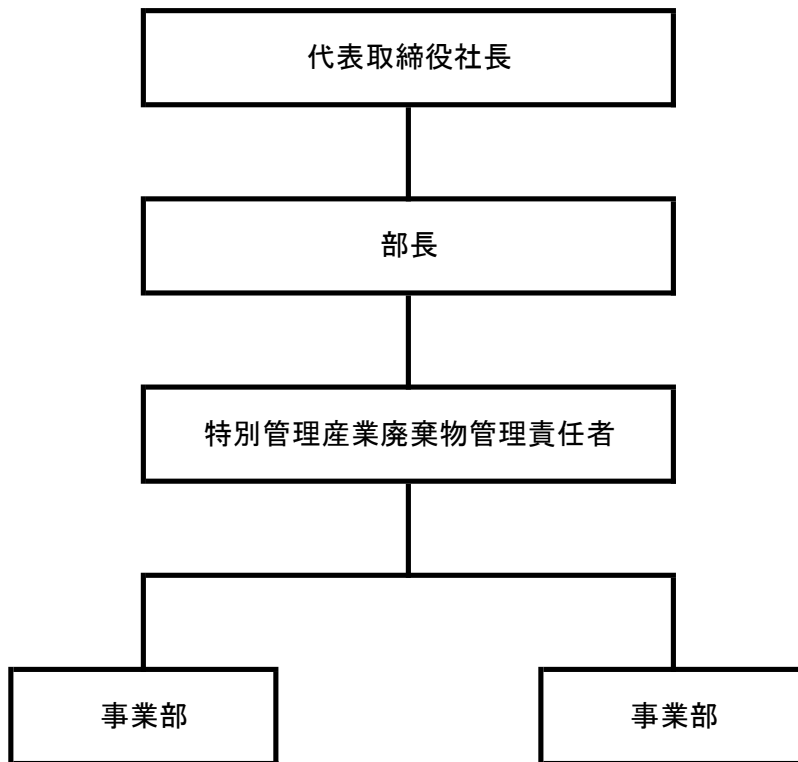 代表取締役社長
部長
特別管理産業廃棄物管理責任者
事業部
事業部